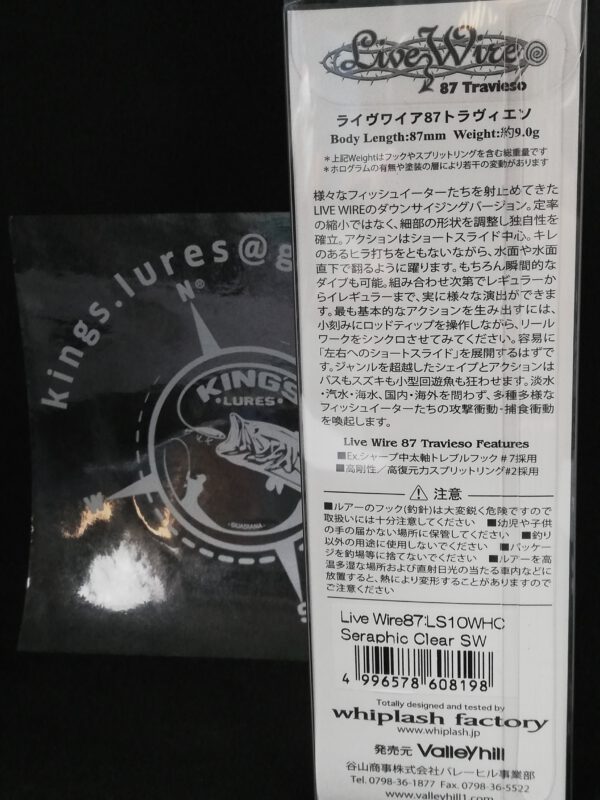 Live Wire
87 Travieso
ライヴワイア87トラヴィエソ
Body Length:87mm Weight:約9.0g
＊上記Weightはフックやスプリットリングを含む総重量です
＊ホログラムの有無や塗装の層により若干の変動があります
様々なフィッシュイーターたちを射止めてきた
LIVE WIREのダウンサイジングバージョン。定率
の縮小ではなく、細部の形状を調整し独自性を
確立。アクションはショートスライド中心。キレ
のあるヒラ打ちをともないながら、水面や水面
直下で翻るように躍ります。もちろん瞬間的な
ダイブも可能。組み合わせ次第でレギュラーか
らイレギュラーまで、実に様々な演出ができま
す。最も基本的なアクションを生み出すには、
小刻みにロッドティップを操作しながら、リール
ワークをシンクロさせてみてください。容易に
「左右へのショートスライド」を展開するはずで
す。ジャンルを超越したシェイプとアクションは
バスもスズキも小型回遊魚も狂わせます。淡水
・汽水・海水、国内・海外を問わず、多種多様な
フィッシュイーターたちの攻撃衝動・捕食衝動
を喚起します。
Live Wire 87 Travieso Features
■Ex.シャープ中太軸トレブルフック #7採用
■高剛性／高復元力スプリットリング#2採用
注意
■ルアーのフック(釣針)は大変鋭く危険ですので
取扱いには十分注意してください ■幼児や子供
の手の届かない場所に保管してください ■釣り
以外の用途に使用しないでください ■パッケー
ジを釣場等に捨てないでください ■ルアーを高
温多湿な場所および直射日光の当たる車内などに
放置すると、熱により変形することがありますので
ご注意ください
Live Wire87:LS10WHC
Seraphic Clear SW
4 996578 608198
Totally designed and tested by
whiplash factory
www.whiplash.jp
発売元 Valleyhill
谷山商事株式会社バレーヒル事業部
Tel. 0798-36-1877 Fax. 0798-36-5522
www.valleyhill1.com
kings.lures@g
N®
KINGS
LURES
W
GUADIANA